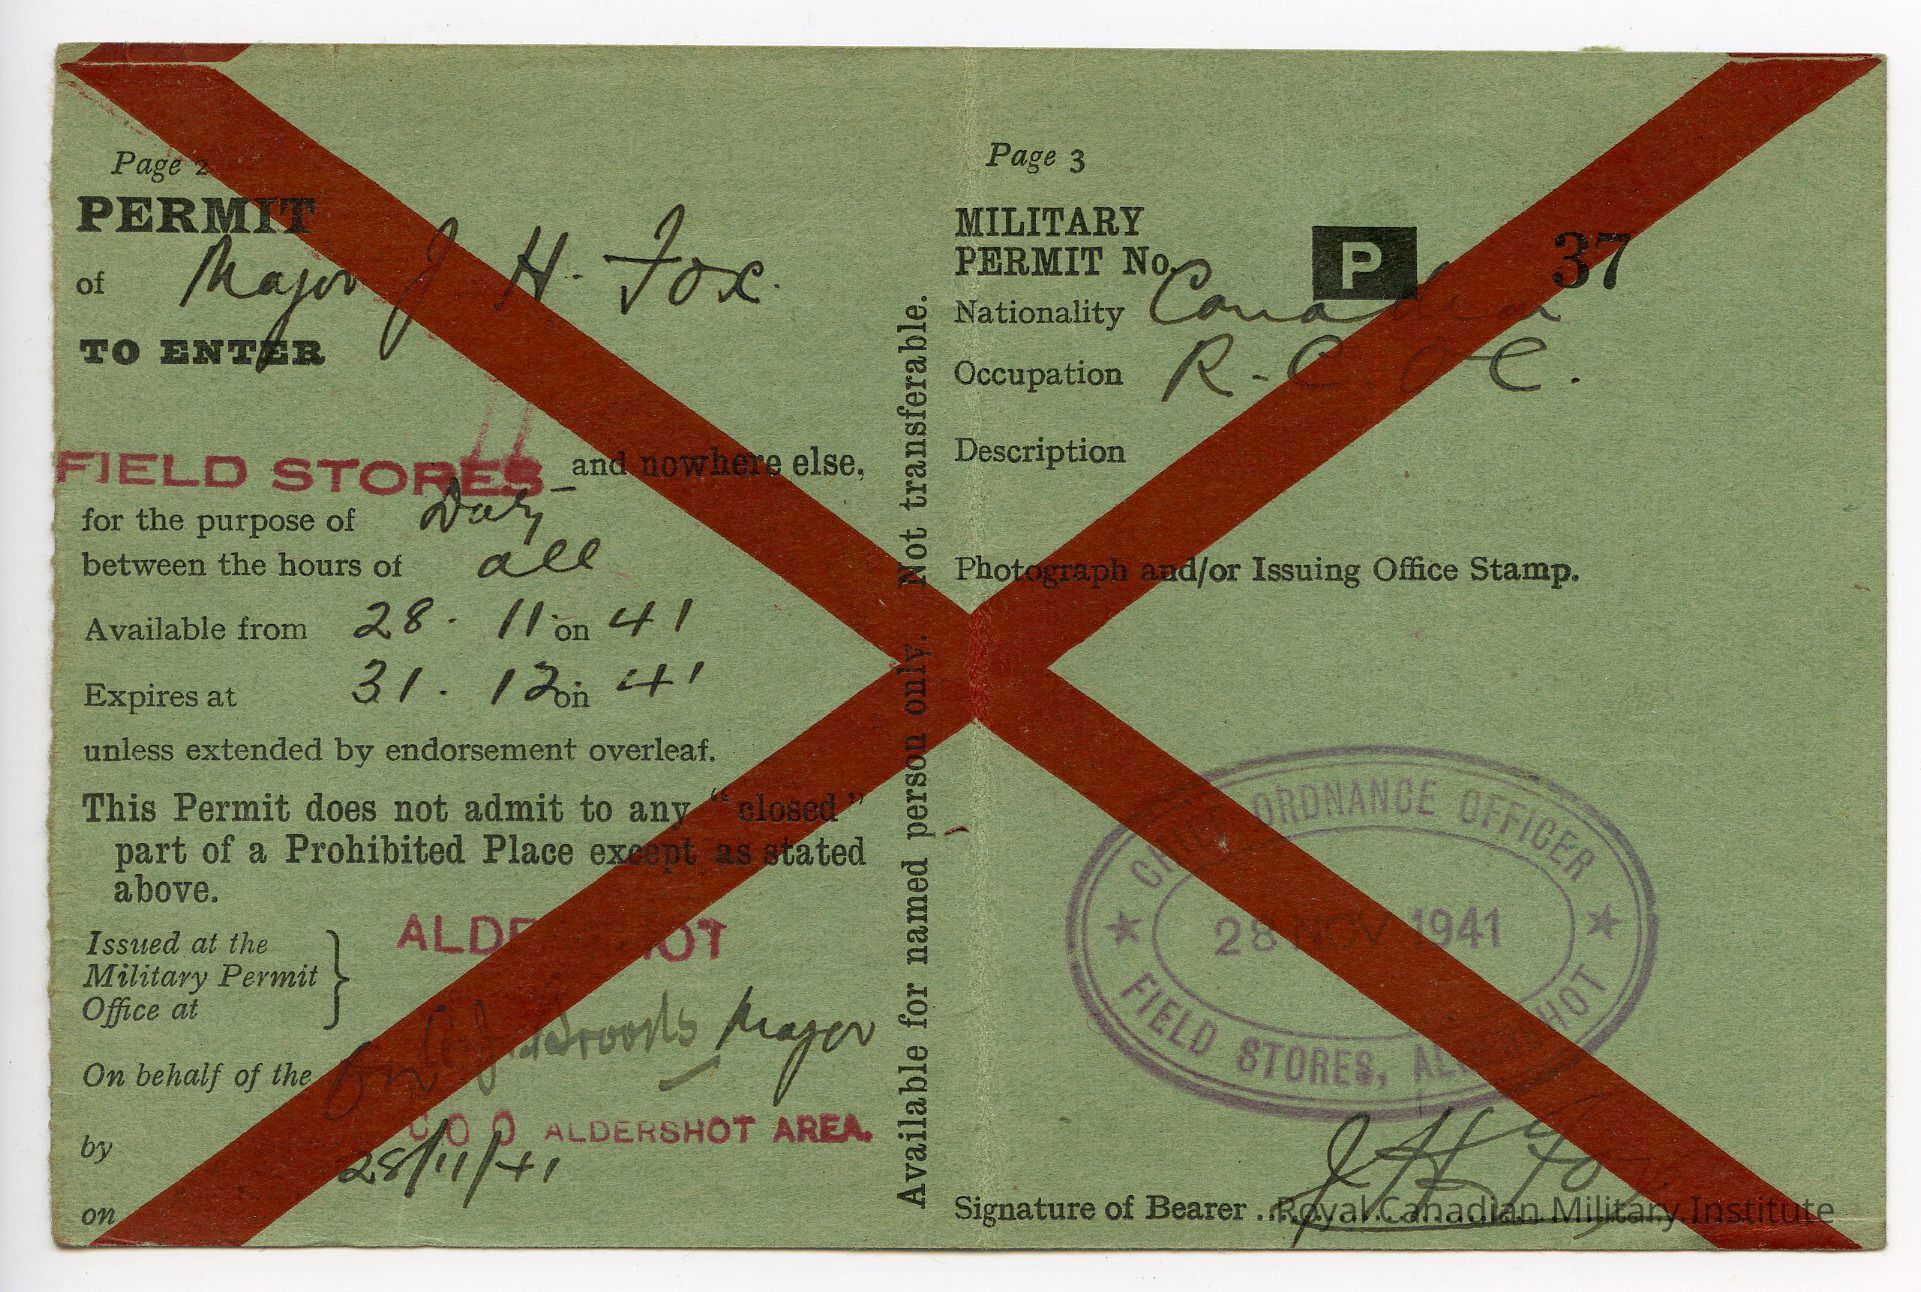 Page 2
PERMIT
of Major J. H. Fox.
TO ENTER
FIELD STORES and nowhere else,
for the purpose of Duty
between the hours of all
Available from 28. 11 on 41
Expires at 31. 12 on 41
unless extended by endorsement overleaf.
This Permit does not admit to any "closed"
part of a Prohibited Place except as stated
above.
Issued at the
Military Permit
Office at
ALDERSHOT
Major
On behalf of the
C O O ALDERSHOT AREA.
by
28/11/41
on
Available for named person only. Not transferable.
Page 3
MILITARY
PERMIT No. P 37
Nationality Canadian
Occupation R.C.O.C.
Description
Photograph and/or Issuing Office Stamp.
CHIEF ORDNANCE OFFICER
28 NOV 1941
FIELD STORES, ALDERSHOT
Signature of Bearer J H Fox
Royal Canadian Military Institute